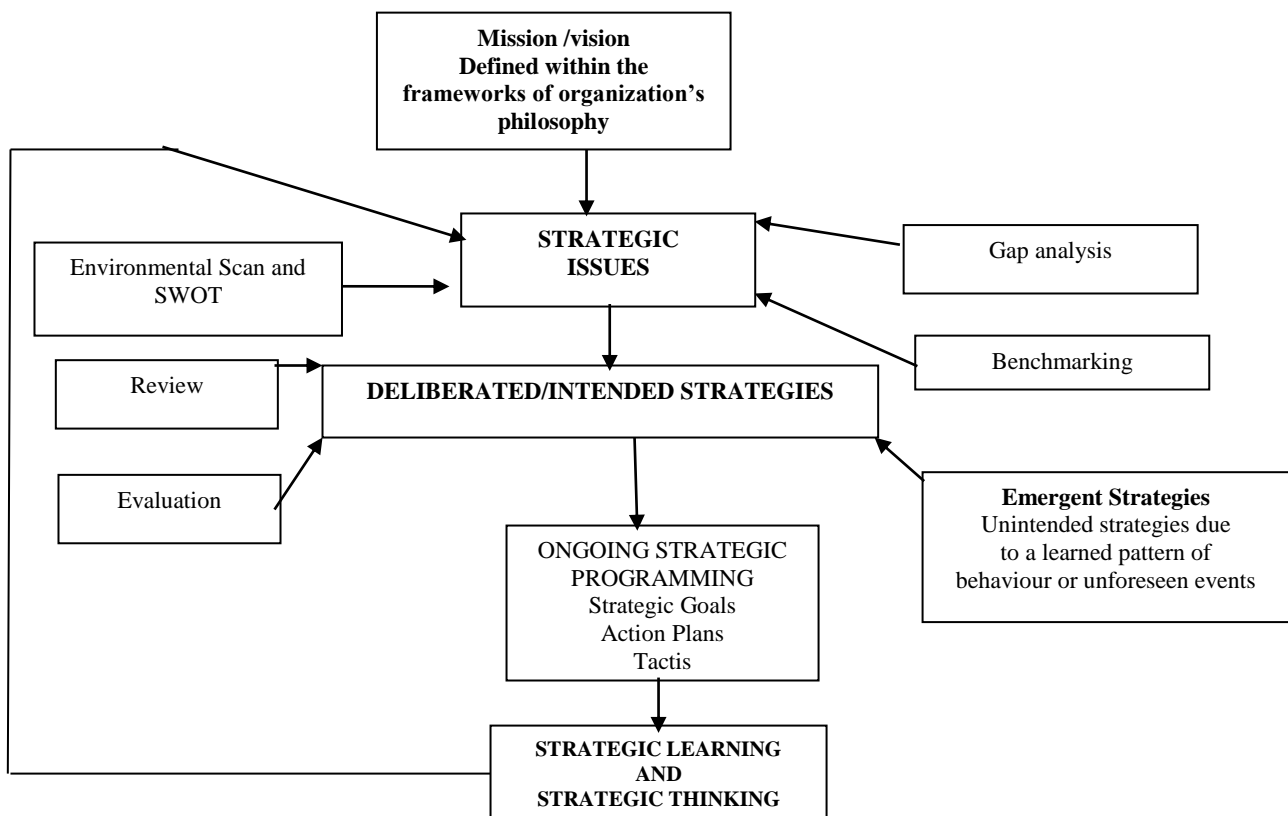 Mission /vision
Defined within the
frameworks of organization’s
philosophy
STRATEGIC
ISSUES
Gap analysis
Environmental Scan and
SWOT
Benchmarking
Review
DELIBERATED/INTENDED STRATEGIES
Evaluation
Emergent Strategies
Unintended strategies due
to a learned pattern of
behaviour or unforeseen events
ONGOING STRATEGIC
PROGRAMMING
Strategic Goals
Action Plans
Tactis
STRATEGIC LEARNING
AND
STRATEGIC THINKING